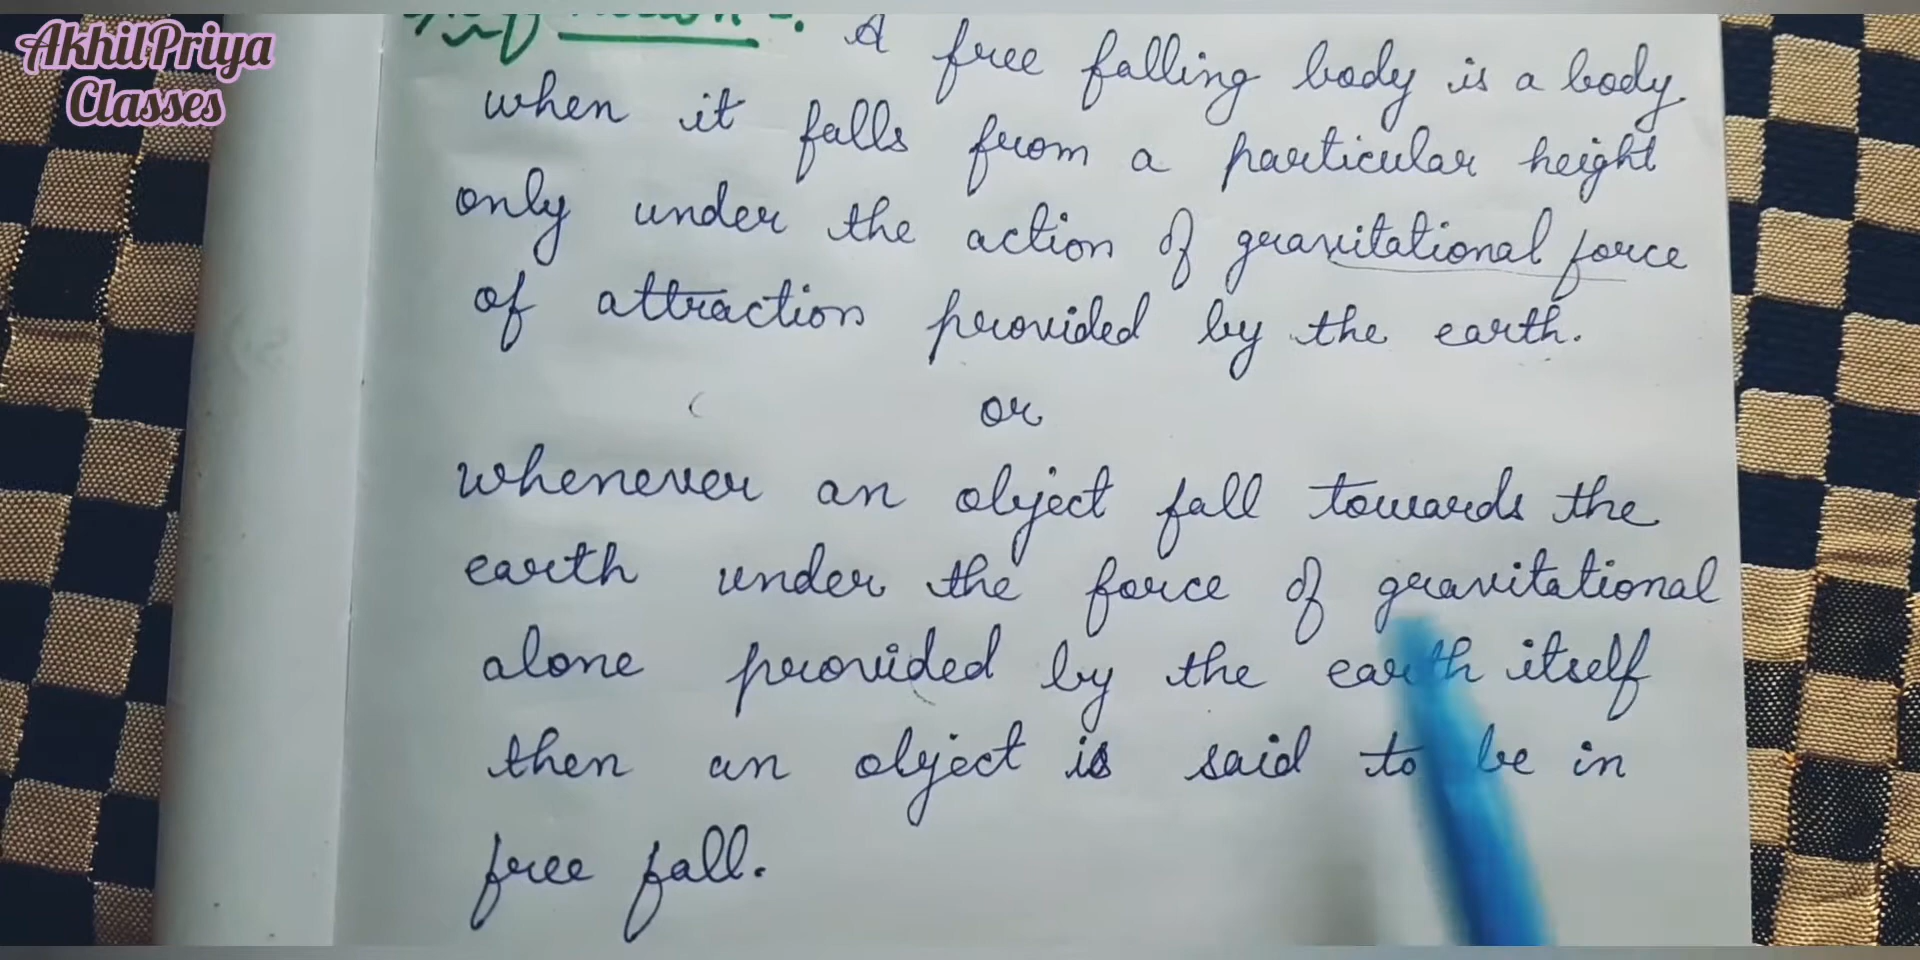 AkhilPriya
Classes
A free falling body is a body
when it falls from a particular height
only under the action of gravitational force
of attraction provided by the earth.
or
whenever an object fall towards the
earth under the force of gravitational
alone provided by the earth itself
then an object is said to be in
free fall.